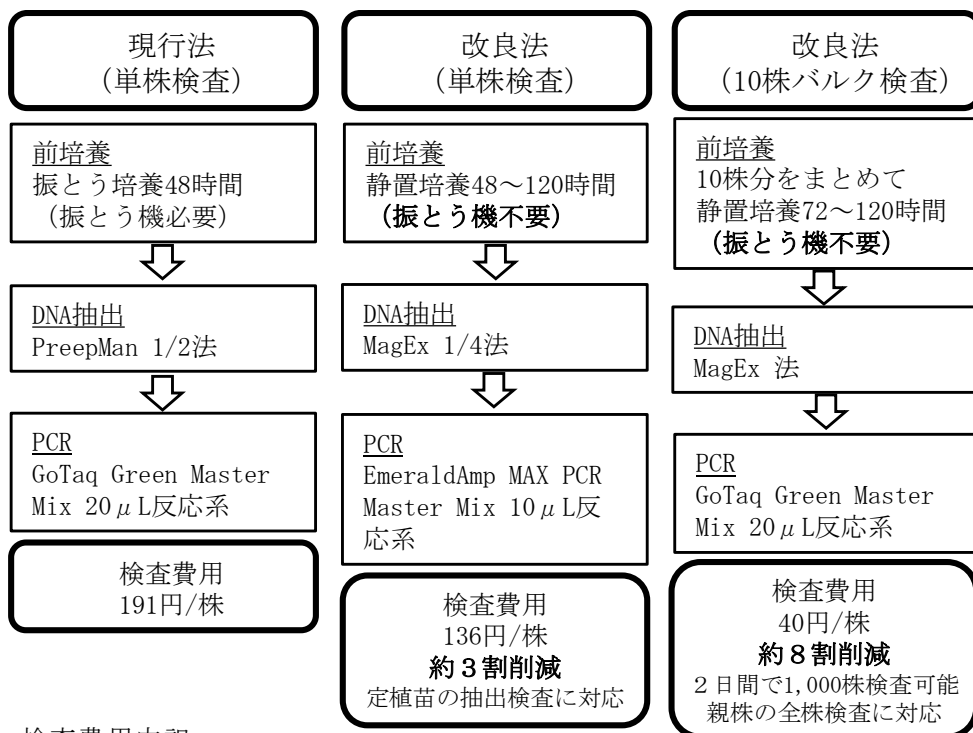 現行法
(単株検査)
前培養
振とう培養48時間
(振とう機必要)
DNA抽出
PreepMan 1/2法
PCR
GoTaq Green Master
Mix 20μL反応系
検査費用
191円/株
改良法
(単株検査)
前培養
静置培養48～120時間
(振とう機不要)
DNA抽出
MagEx 1/4法
PCR
EmeraldAmp MAX PCR
Master Mix 10μL反
応系
検査費用
136円/株
約３割削減
定植苗の抽出検査に対応
改良法
(10株バルク検査)
前培養
10株分をまとめて
静置培養72～120時間
(振とう機不要)
DNA抽出
MagEx 法
PCR
GoTaq Green Master
Mix 20μL反応系
検査費用
40円/株
約８割削減
２日間で1,000株検査可能
親株の全株検査に対応